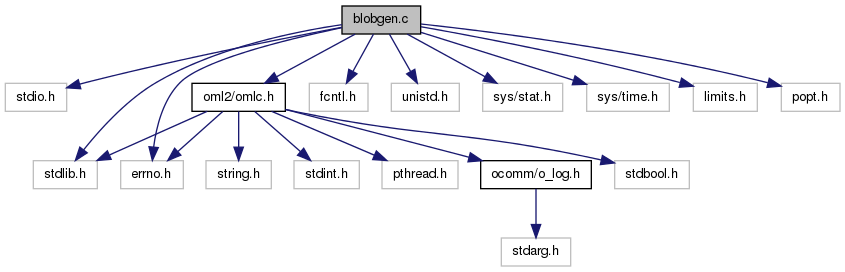 blobgen.c
stdio.h
oml2/omlc.h
fcntl.h
unistd.h
sys/stat.h
sys/time.h
limits.h
popt.h
stdlib.h
errno.h
string.h
stdint.h
pthread.h
ocomm/o_log.h
stdbool.h
stdarg.h